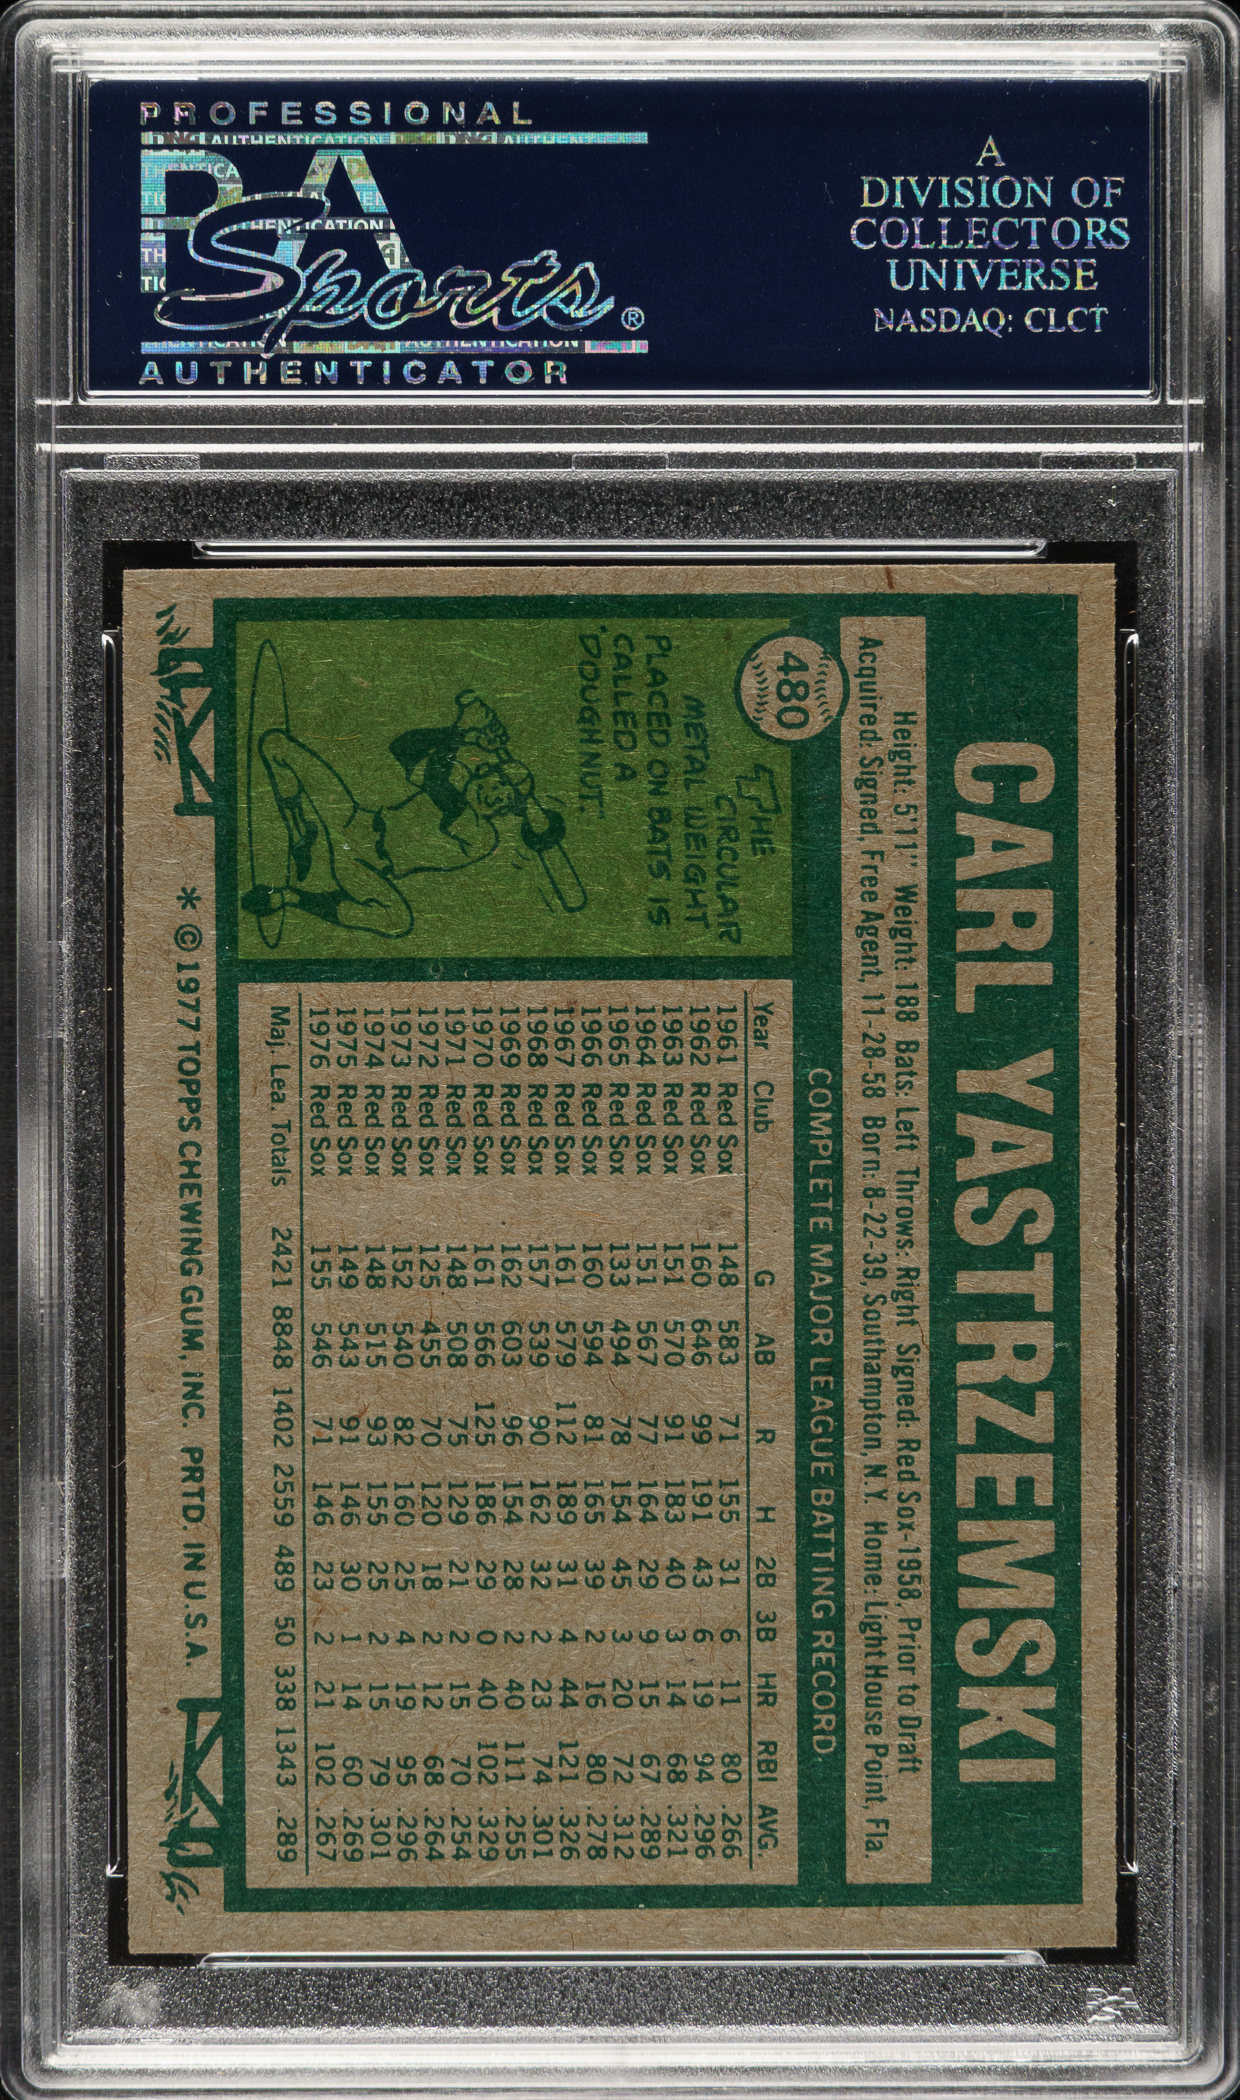 PROFESSIONAL
PSA
Sports®
AUTHENTICATOR
A
DIVISION OF
COLLECTORS
UNIVERSE
NASDAQ: CLCT
CARL YASTRZEMSKI
Height: 5'11" Weight: 188 Bats: Left Throws: Right Signed: Red Sox-1958, Prior to Draft
Acquired: Signed, Free Agent, 11-28-58 Born: 8-22-39, Southampton, N.Y. Home: Light House Point, Fla.
480
THE
CIRCULAR
METAL WEIGHT
PLACED ON BATS IS
CALLED A
"DOUGHNUT."
COMPLETE MAJOR LEAGUE BATTING RECORD.
Year Club G AB R H 2B 3B HR RBI AVG.
1961 Red Sox 148 583 71 155 31 6 11 80 .266
1962 Red Sox 160 646 99 191 43 6 19 94 .296
1963 Red Sox 151 570 91 183 40 3 14 68 .321
1964 Red Sox 151 567 77 164 29 9 15 67 .289
1965 Red Sox 133 494 78 154 45 3 20 72 .312
1966 Red Sox 160 594 81 165 39 2 16 80 .278
1967 Red Sox 161 579 112 189 31 4 44 121 .326
1968 Red Sox 157 539 90 162 32 2 23 74 .301
1969 Red Sox 162 603 96 154 28 2 40 111 .255
1970 Red Sox 161 566 125 186 29 0 40 102 .329
1971 Red Sox 148 508 75 129 21 2 15 70 .254
1972 Red Sox 125 455 70 120 18 2 12 68 .264
1973 Red Sox 152 540 82 160 25 4 19 95 .296
1974 Red Sox 148 515 93 155 25 2 15 79 .301
1975 Red Sox 149 543 91 146 30 1 14 60 .269
1976 Red Sox 155 546 71 146 23 2 21 102 .267
Maj. Lea. Totals 2421 8848 1402 2559 489 50 338 1343 .289
* © 1977 TOPPS CHEWING GUM, INC. PRTD. IN U.S.A.